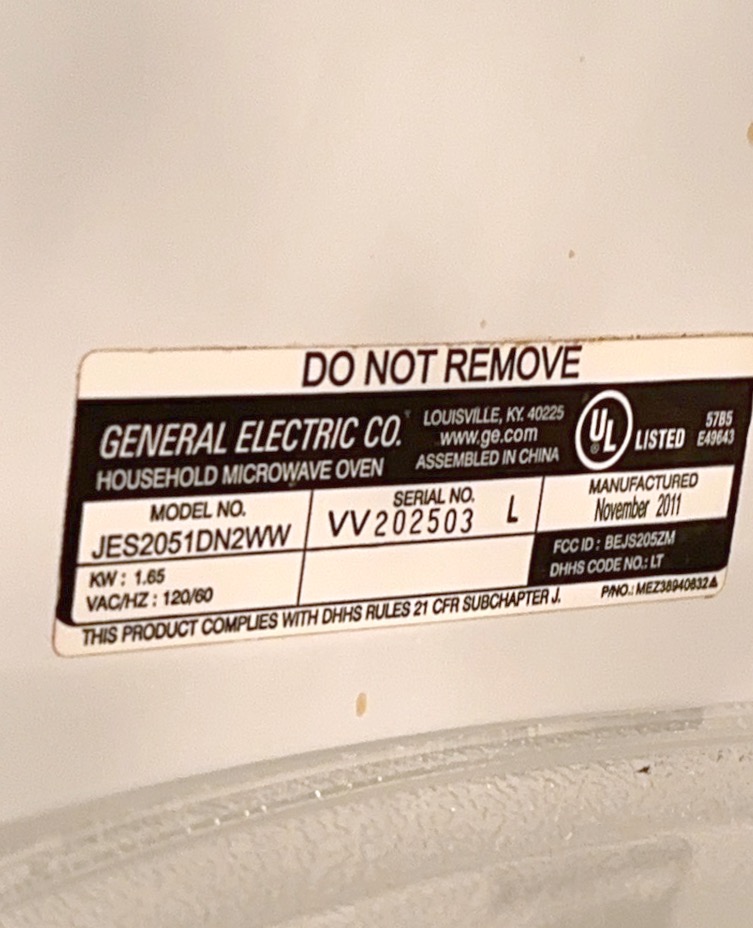 DO NOT REMOVE
GENERAL ELECTRIC CO.
HOUSEHOLD MICROWAVE OVEN
LOUISVILLE, KY. 40225
www.ge.com
ASSEMBLED IN CHINA
UL
®
LISTED
57B5
E49643
MODEL NO.
JES2051DN2WW
SERIAL NO.
VV202503 L
MANUFACTURED
November 2011
KW : 1.65
VAC/HZ : 120/60
FCC ID : BEJS205ZM
DHHS CODE NO.: LT
THIS PRODUCT COMPLIES WITH DHHS RULES 21 CFR SUBCHAPTER J.
P/NO.: MEZ38940832